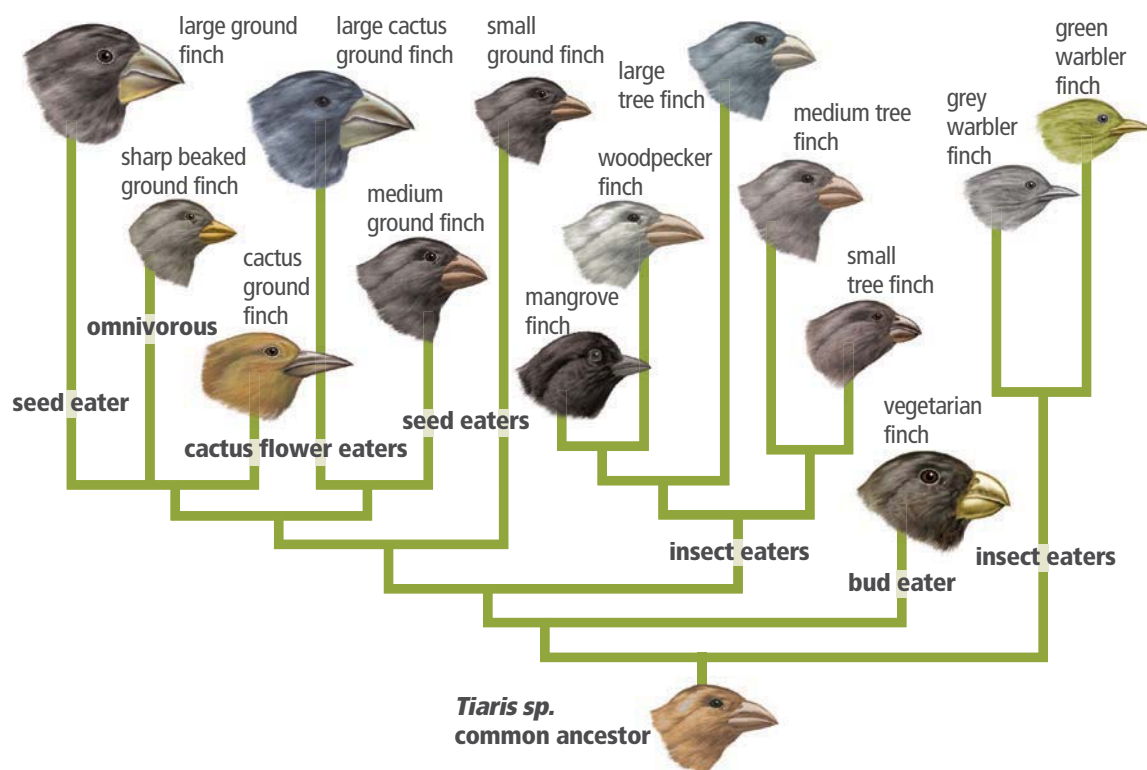 large ground
finch
large cactus
ground finch
small
ground finch
large
tree finch
green
warbler
finch
grey
warbler
finch
medium tree
finch
sharp beaked
ground finch
woodpecker
finch
medium
ground finch
cactus
ground
finch
small
tree finch
mangrove
finch
omnivorous
seed eater
cactus flower eaters
seed eaters
vegetarian
finch
insect eaters
bud eater
insect eaters
Tiaris sp.
common ancestor